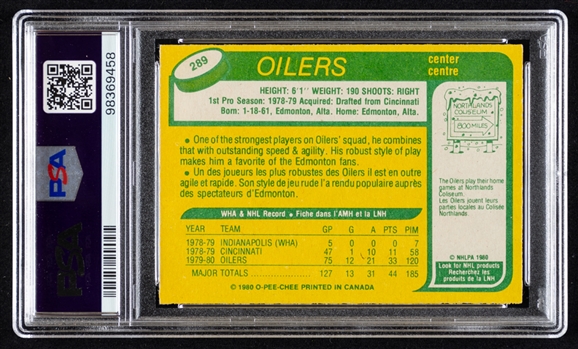 98369458
PSA
PSA
289
OILERS
center
centre
HEIGHT: 6'1" WEIGHT: 190 SHOOTS: RIGHT
1st Pro Season: 1978-79 Acquired: Drafted from Cincinnati
Born: 1-18-61, Edmonton, Alta. Home: Edmonton, Alta.
NORTHLANDS
COLISEUM
800 MILES
• One of the strongest players on Oilers' squad, he combines
that with outstanding speed & agility. His robust style of play
makes him a favorite of the Edmonton fans.
• Un des joueurs les plus robustes des Oilers il est en outre
agile et rapide. Son style de jeu rude l'a rendu populaire auprès
des spectateurs d'Edmonton.
The Oilers play their home
games at Northlands
Coliseum.
Les Oilers jouent leurs
parties locales au Colisée
Northlands.
WHA & NHL Record • Fiche dans l'AMH et la LNH
YEAR TEAM GP G A PTS PIM
1978-79 INDIANAPOLIS (WHA) 5 0 0 0 7
1978-79 CINCINNATI 47 1 10 11 58
1979-80 OILERS 75 12 21 33 120
MAJOR TOTALS 127 13 31 44 185
© 1980 O-PEE-CHEE PRINTED IN CANADA
© NHLPA 1980
Look for NHL products
Recherchez les
produits de la LNH